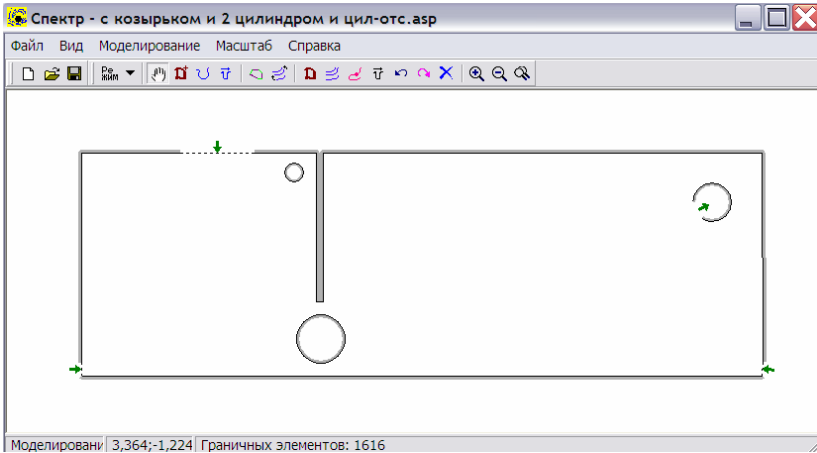 Спектр - с козырьком и 2 цилиндром и цил-отс.asp
Файл Вид Моделирование Масштаб Справка
Ре
жим
Моделировани 3,364;-1,224 Граничных элементов: 1616